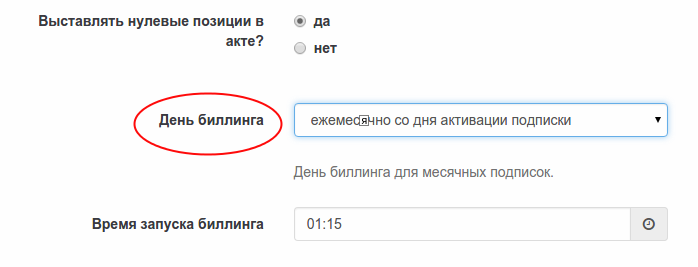 Выставлять нулевые позиции в акте?
да
нет
День биллинга
ежемесячно со дня активации подписки
День биллинга для месячных подписок.
Время запуска биллинга
01:15